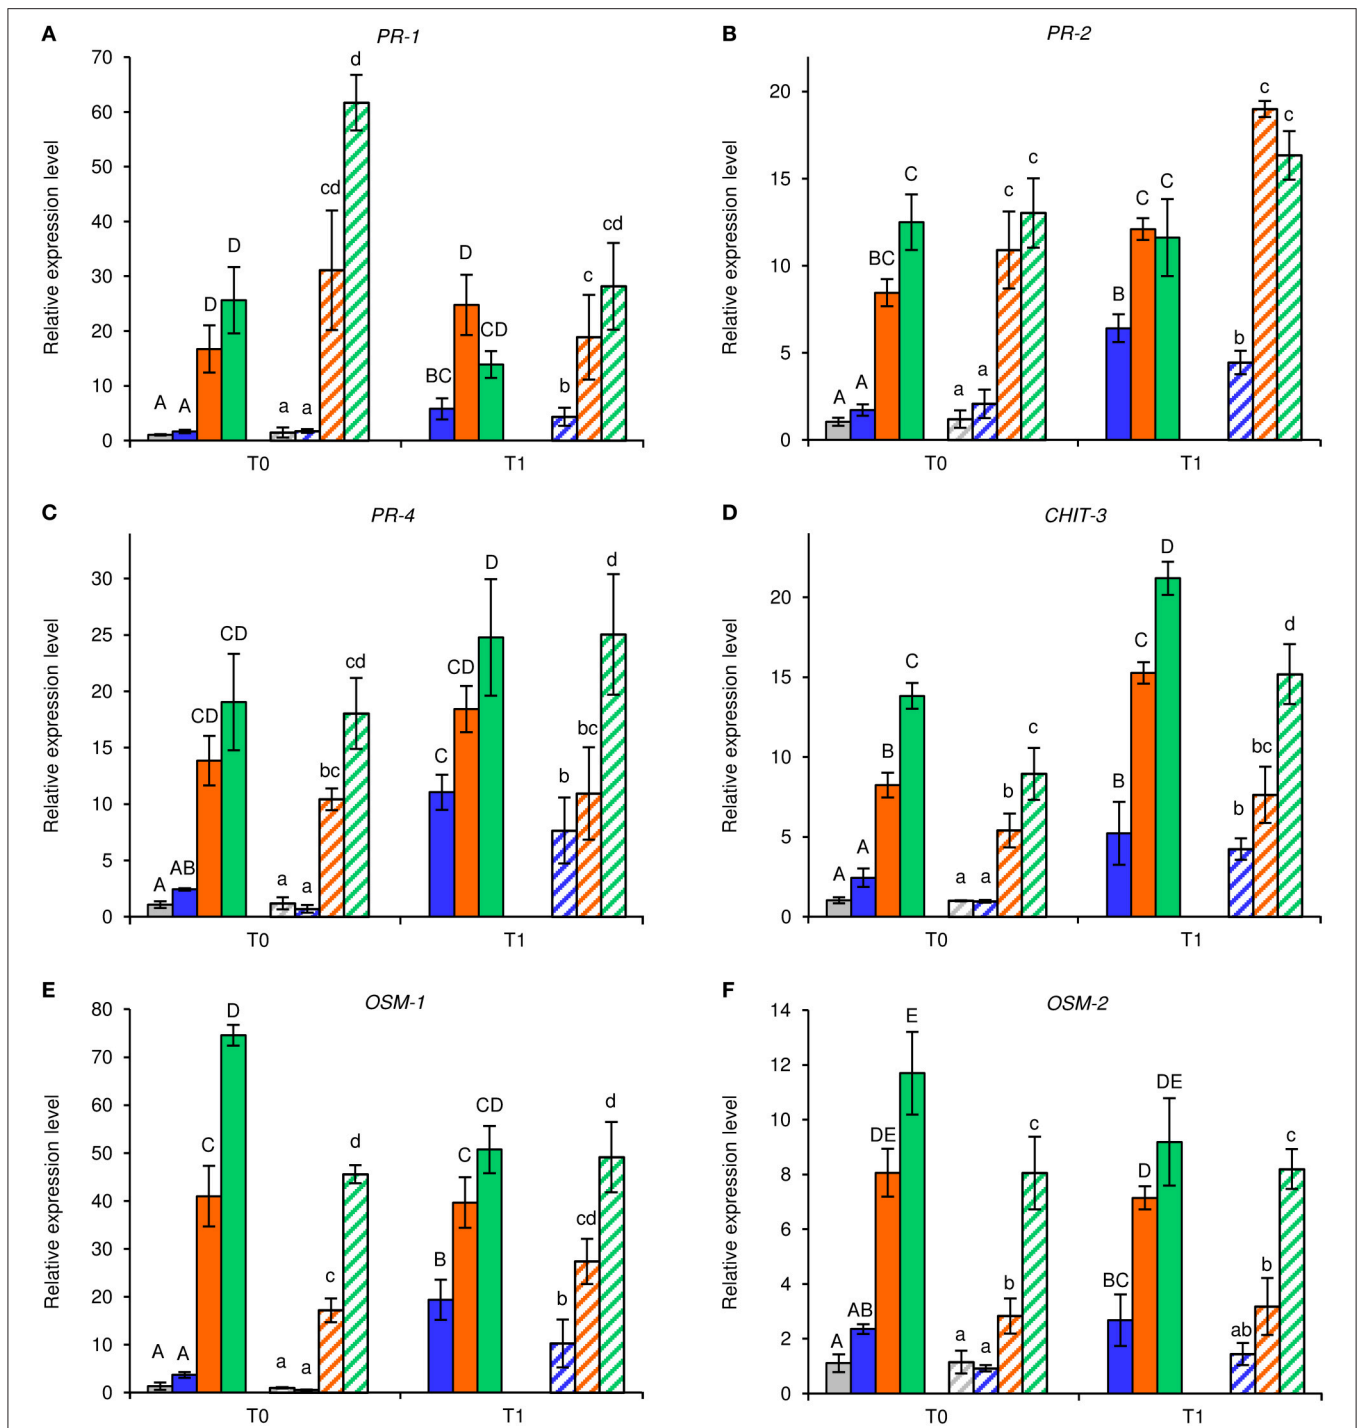 A
PR-1
Relative expression level
70
60
50
40
30
20
10
0
A
A
D
D
a
a
cd
d
BC
D
CD
b
c
cd
T0
T1
B
PR-2
Relative expression level
20
15
10
5
0
A
A
BC
C
a
a
c
c
B
C
C
b
c
c
T0
T1
C
PR-4
Relative expression level
30
25
20
15
10
5
0
A
AB
CD
CD
a
a
bc
cd
C
CD
D
b
bc
d
T0
T1
D
CHIT-3
Relative expression level
20
15
10
5
0
A
A
B
C
a
a
b
c
B
C
D
b
bc
d
T0
T1
E
OSM-1
Relative expression level
80
70
60
50
40
30
20
10
0
A
A
C
D
a
a
c
d
B
C
CD
b
cd
d
T0
T1
F
OSM-2
Relative expression level
14
12
10
8
6
4
2
0
A
AB
DE
E
a
a
b
c
BC
D
DE
ab
b
c
T0
T1